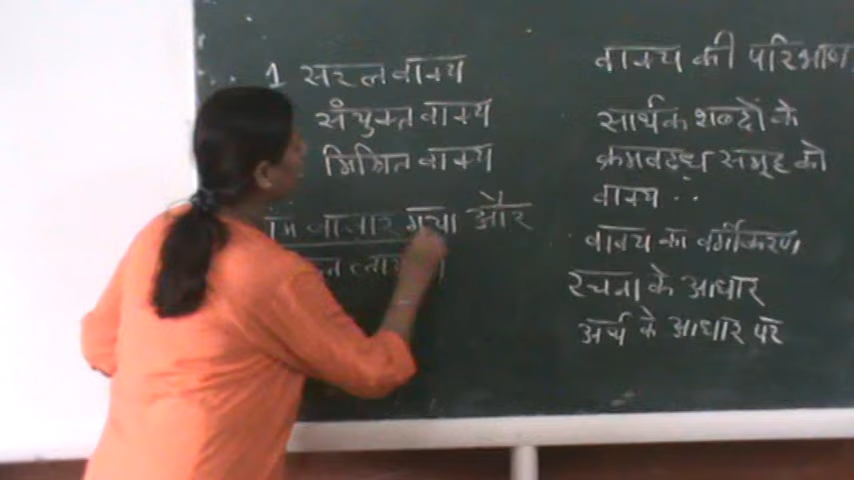 1 सरल वाक्य
संयुक्त वाक्य
मिश्रित वाक्य
बाजार गया और
वाक्य की परिभाषा
सार्थक शब्दों के
क्रमबद्ध समूह को
वाक्य ..
वाक्य का वर्गीकरण
रचना के आधार
अर्थ के आधार पर